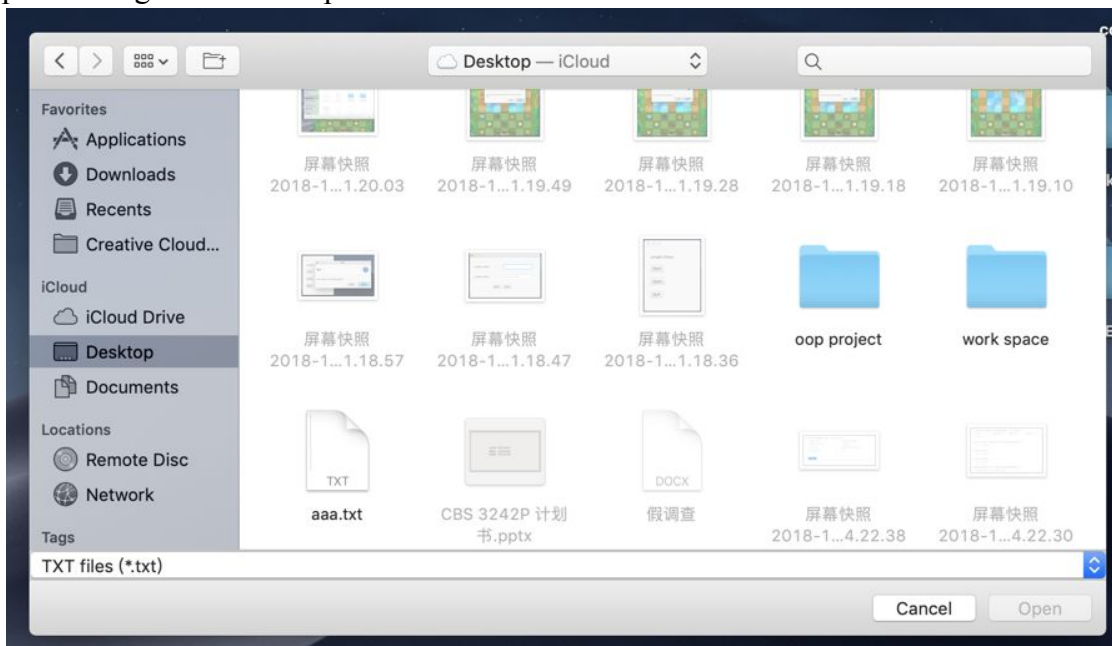 Desktop — iCloud
Favorites
Applications
Downloads
Recents
Creative Cloud...
iCloud
iCloud Drive
Desktop
Documents
Locations
Remote Disc
Network
Tags
屏幕快照
2018-1...1.20.03
屏幕快照
2018-1...1.19.49
屏幕快照
2018-1...1.19.28
屏幕快照
2018-1...1.19.18
屏幕快照
2018-1...1.19.10
屏幕快照
2018-1...1.18.57
屏幕快照
2018-1...1.18.47
屏幕快照
2018-1...1.18.36
oop project
work space
TXT
aaa.txt
CBS 3242P 计划
书.pptx
DOCX
假调查
屏幕快照
2018-1...4.22.38
屏幕快照
2018-1...4.22.30
TXT files (*.txt)
Cancel
Open